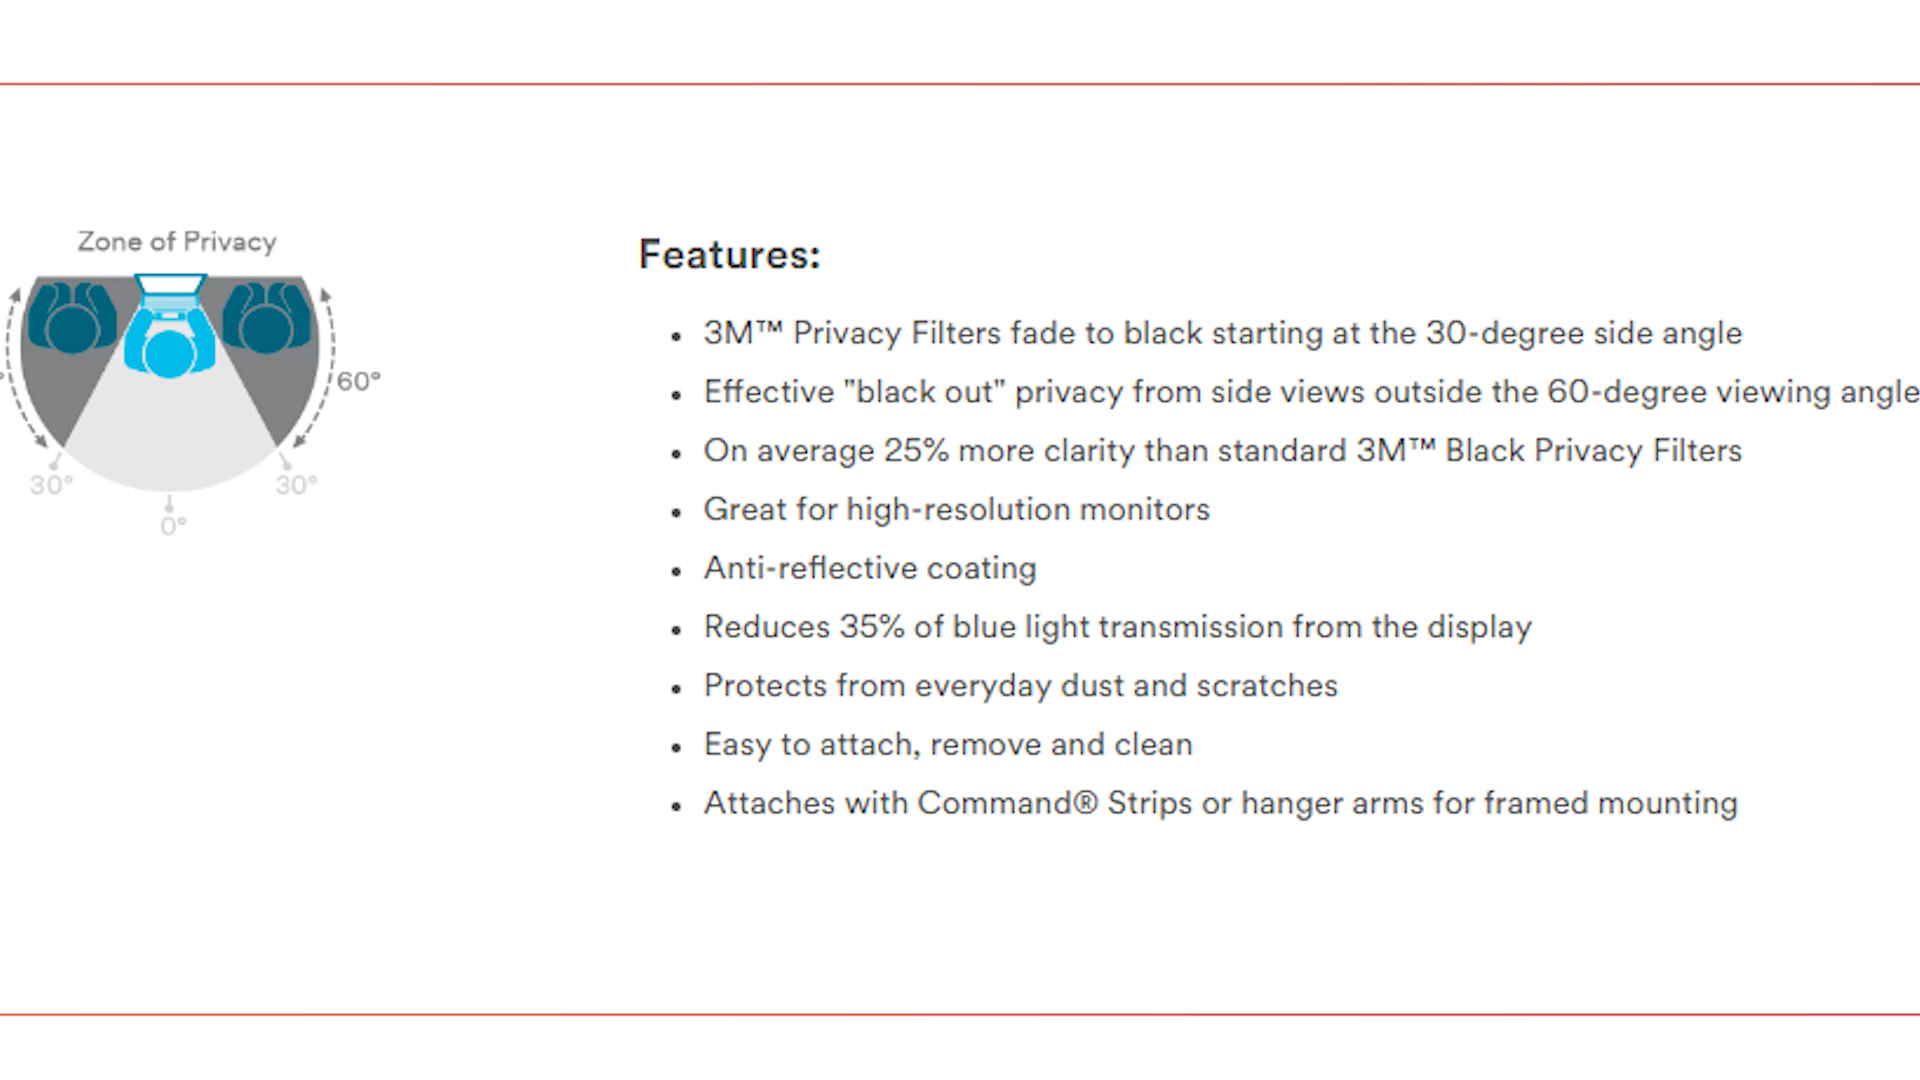 Zone of Privacy
60°
30°
30°
0°
Features:
• 3M™ Privacy Filters fade to black starting at the 30-degree side angle
• Effective "black out" privacy from side views outside the 60-degree viewing angle
• On average 25% more clarity than standard 3M™ Black Privacy Filters
• Great for high-resolution monitors
• Anti-reflective coating
• Reduces 35% of blue light transmission from the display
• Protects from everyday dust and scratches
• Easy to attach, remove and clean
• Attaches with Command® Strips or hanger arms for framed mounting